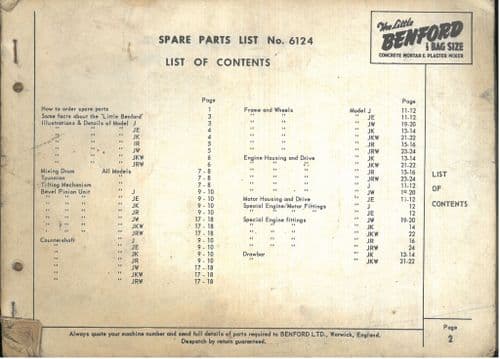 SPARE PARTS LIST No. 6124
LIST OF CONTENTS
The Little
BENFORD
½ BAG SIZE
CONCRETE MORTAR & PLASTER MIXER
Page
How to order spare parts 1
Some facts about the 'Little Benford' 3
Illustrations & Details of Model J 3
" " " " JE 4
" " " " JK 4
" " " " JR 5
" " " " JW 5
" " " " JKW 6
" " " " JRW 6
Mixing Drum All Models 7 - 8
Trunnion " " 7 - 8
Tilting Mechanism " " 7 - 8
Bevel Pinion Unit J 9 - 10
" " " JE 9 - 10
" " " JK 9 - 10
" " " JR 9 - 10
" " " JW 17 - 18
" " " JKW 17 - 18
" " " JRW 17 - 18
Countershaft J 9 - 10
" JE 9 - 10
" JK 9 - 10
" JR 9 - 10
" JW 17 - 18
" JKW 17 - 18
" JRW 17 - 18
Page
Frame and Wheels Model J 11-12
" " " JE 11-12
" " " JW 19-20
" " " JK 13-14
" " " JKW 21-22
" " " JR 15-16
" " " JRW 23-24
Engine Housing and Drive JK 13-14
" " " JKW 21-22
" " " JR 15-16
" " " JRW 23-24
" " " J 11-12
" " " JW 19-20
Motor Housing and Drive JE 11-12
Special Engine/Motor Fittings J 12
" " " JE 12
Special Engine fittings JW 19-20
" " " JK 14
" " " JKW 22
" " " JR 16
" " " JRW 24
Drawbar JK 13-14
" JKW 21-22
LIST
OF
CONTENTS
Always quote your machine number and send full details of parts required to BENFORD LTD., Warwick, England.
Despatch by return guaranteed.
Page
2